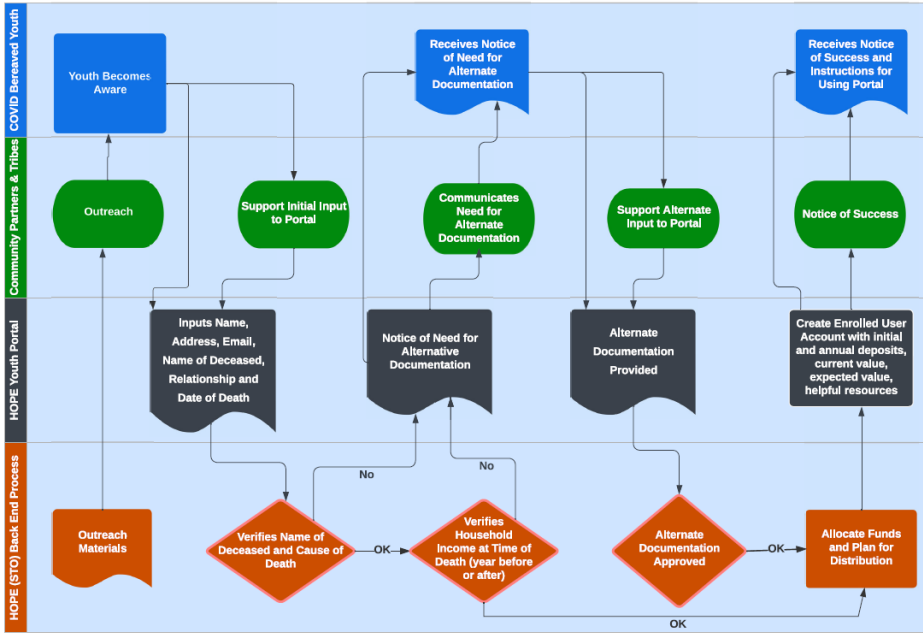 COVID Bereaved Youth
Youth Becomes
Aware
Receives Notice
of Need for
Alternate
Documentation
Receives Notice
of Success and
Instructions for
Using Portal
Community Partners & Tribes
Outreach
Support Initial Input
to Portal
Communicates
Need for
Alternate
Documentation
Support Alternate
Input to Portal
Notice of Success
HOPE Youth Portal
Inputs Name,
Address, Email,
Name of Deceased,
Relationship and
Date of Death
Notice of Need for
Alternative
Documentation
Alternate
Documentation
Provided
Create Enrolled User
Account with initial
and annual deposits,
current value,
expected value,
helpful resources
HOPE (STO) Back End Process
Outreach
Materials
Verifies Name of
Deceased and Cause of
Death
No
OK
Verifies
Household
Income at Time of
Death (year before
or after)
No
OK
Alternate
Documentation
Approved
OK
Allocate Funds
and Plan for
Distribution